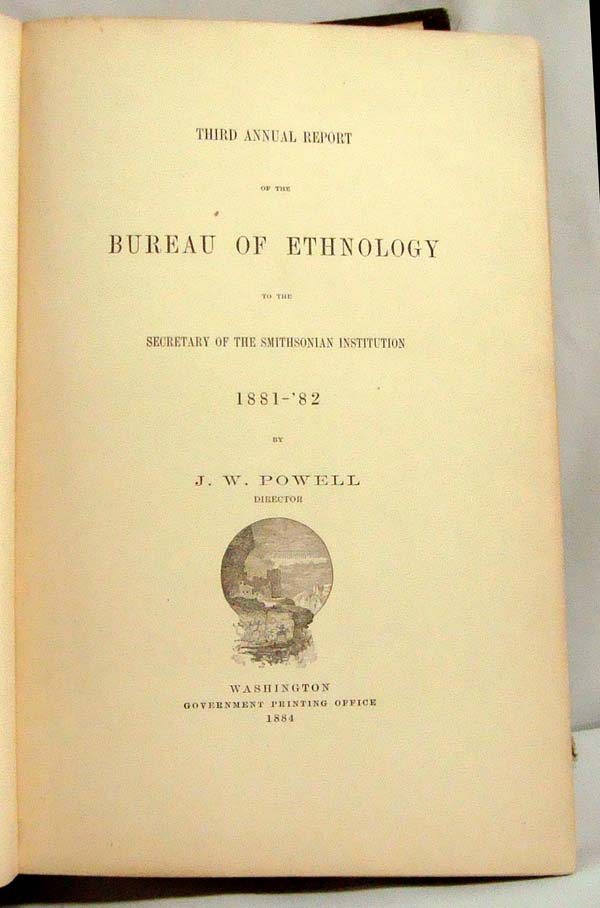 THIRD ANNUAL REPORT
OF THE
BUREAU OF ETHNOLOGY
TO THE
SECRETARY OF THE SMITHSONIAN INSTITUTION
1881-'82
BY
J. W. POWELL
DIRECTOR
WASHINGTON
GOVERNMENT PRINTING OFFICE
1884